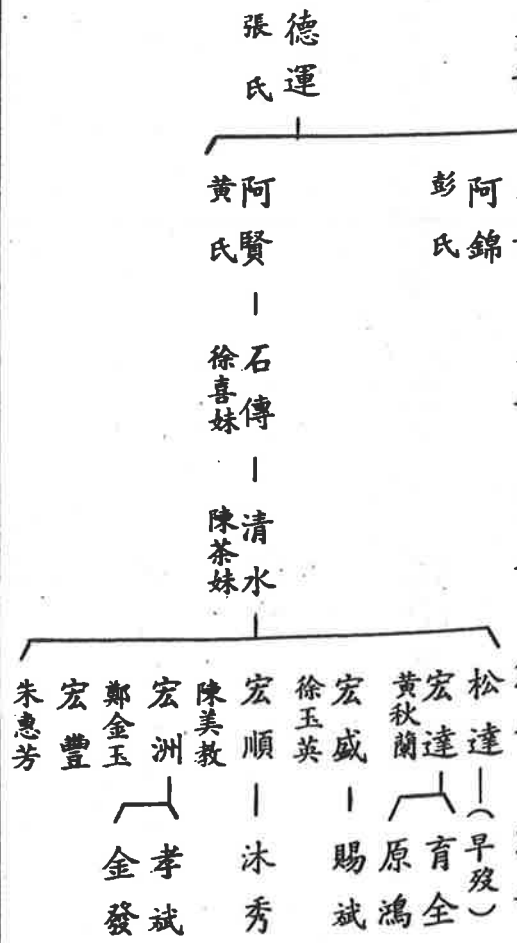 德運
張氏
阿錦
彭氏
阿賢
黃氏
石傳
徐喜妹
清水
陳茶妹
松達
(早歿)
宏達
黃秋蘭
育全
原鴻
宏盛
徐玉英
賜斌
宏順
陳美教
沐秀
宏洲
鄭金玉
孝斌
金發
宏豐
朱惠芳